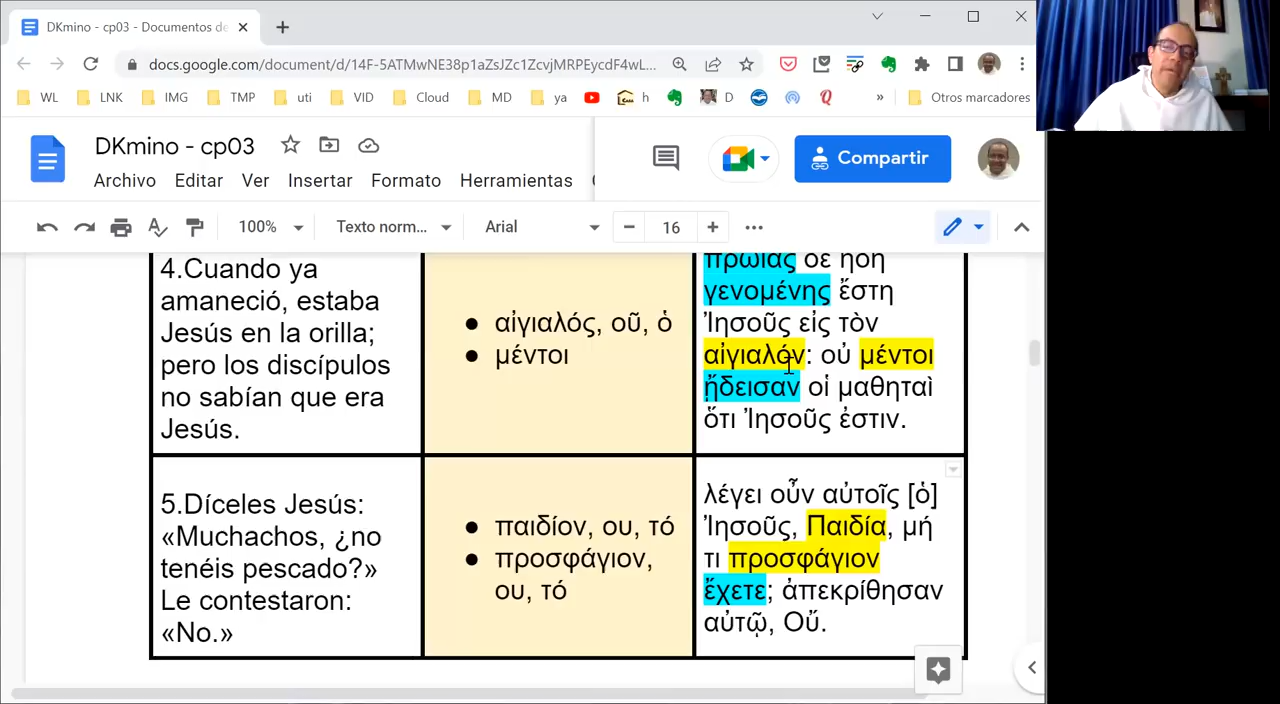 DKmino - cp03 - Documentos de
docs.google.com/document/d/14F-5ATMwNE38p1aZsJZc1ZcvjMRPEycdF4wL...
WL LNK IMG TMP uti VID Cloud MD ya h D » Otros marcadores
DKmino - cp03
Compartir
Archivo Editar Ver Insertar Formato Herramientas
100% Texto norm... Arial 16
4.Cuando ya
amaneció, estaba
Jesús en la orilla;
pero los discípulos
no sabían que era
Jesús.
● αἰγιαλός, οῦ, ὁ
● μέντοι
πρωΐας δὲ ἤδη
γενομένης ἔστη
Ἰησοῦς εἰς τὸν
αἰγιαλόν: οὐ μέντοι
ᾔδεισαν οἱ μαθηταὶ
ὅτι Ἰησοῦς ἐστιν.
5.Díceles Jesús:
«Muchachos, ¿no
tenéis pescado?»
Le contestaron:
«No.»
● παιδίον, ου, τό
● προσφάγιον,
ου, τό
λέγει οὖν αὐτοῖς [ὁ]
Ἰησοῦς, Παιδία, μή
τι προσφάγιον
ἔχετε; ἀπεκρίθησαν
αὐτῷ, Οὔ.